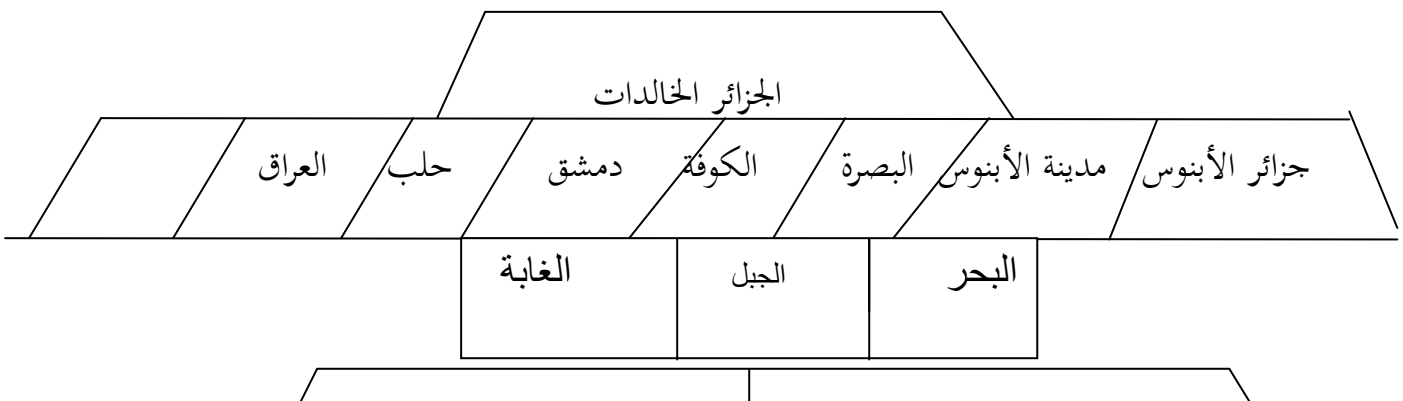 الجزائر الخالدات
جزائر الأبنوس مدينة الأبنوس البصرة الكوفة دمشق حلب العراق
البحر الجبل الغابة